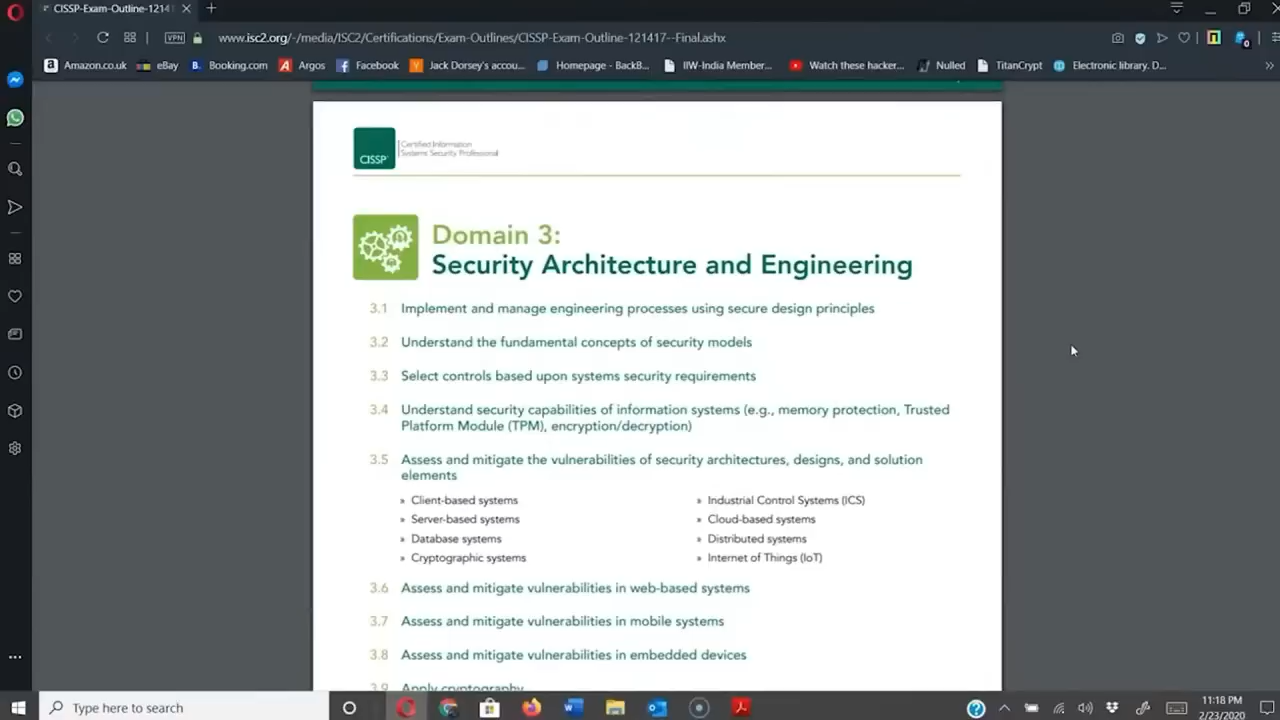 CISSP-Exam-Outline-1214
VPN
www.isc2.org/-/media/ISC2/Certifications/Exam-Outlines/CISSP-Exam-Outline-121417--Final.ashx
Amazon.co.uk eBay Booking.com Argos Facebook Jack Dorsey's accou... Homepage - BackB... IIW-India Member... Watch these hacker... Nulled TitanCrypt Electronic library. D...
CISSP
Certified Information
Systems Security Professional
Domain 3:
Security Architecture and Engineering
3.1 Implement and manage engineering processes using secure design principles
3.2 Understand the fundamental concepts of security models
3.3 Select controls based upon systems security requirements
3.4 Understand security capabilities of information systems (e.g., memory protection, Trusted
Platform Module (TPM), encryption/decryption)
3.5 Assess and mitigate the vulnerabilities of security architectures, designs, and solution
elements
» Client-based systems
» Server-based systems
» Database systems
» Cryptographic systems
» Industrial Control Systems (ICS)
» Cloud-based systems
» Distributed systems
» Internet of Things (IoT)
3.6 Assess and mitigate vulnerabilities in web-based systems
3.7 Assess and mitigate vulnerabilities in mobile systems
3.8 Assess and mitigate vulnerabilities in embedded devices
3.9 Apply cryptography
Type here to search
11:18 PM
2/23/2020